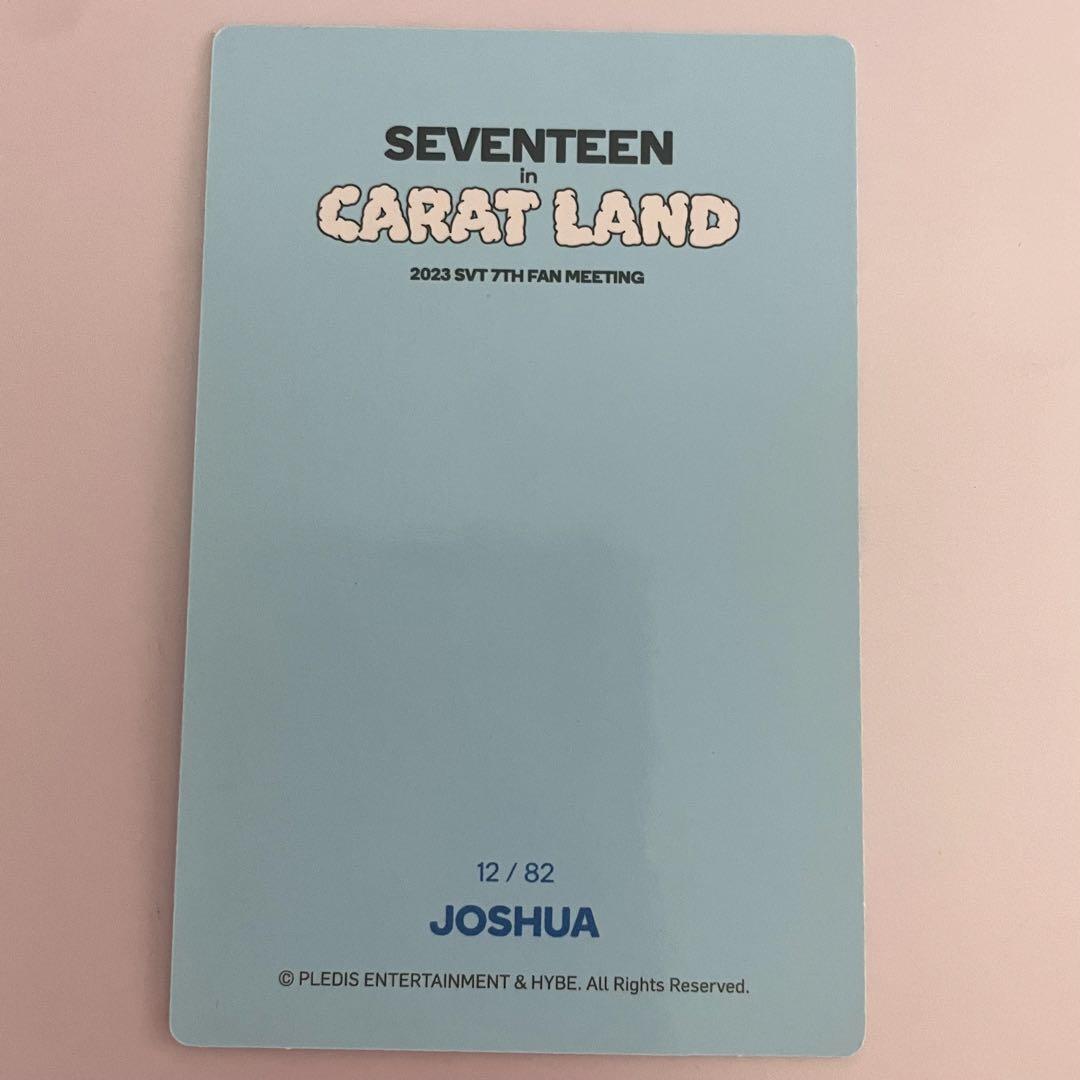 SEVENTEEN
in
CARAT LAND
2023 SVT 7TH FAN MEETING
12 / 82
JOSHUA
© PLEDIS ENTERTAINMENT & HYBE. All Rights Reserved.